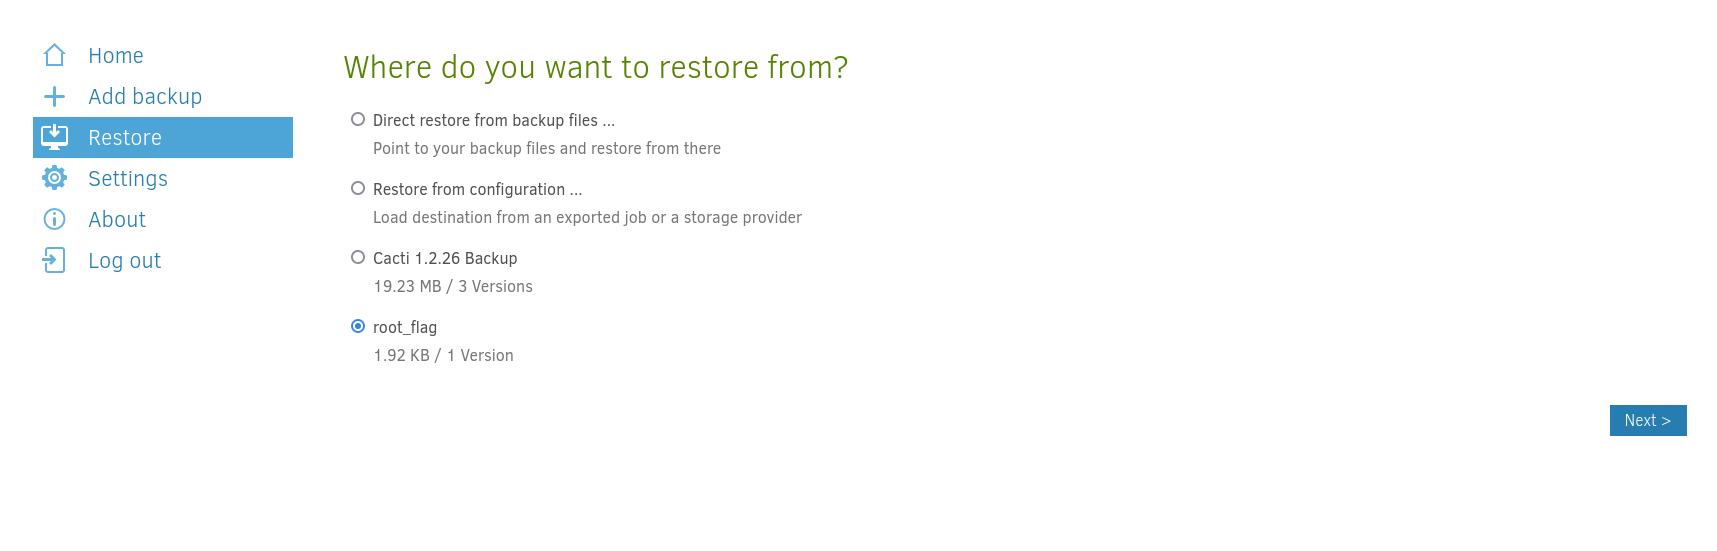 Home
Add backup
Restore
Settings
About
Log out
Where do you want to restore from?
Direct restore from backup files ...
Point to your backup files and restore from there
Restore from configuration ...
Load destination from an exported job or a storage provider
Cacti 1.2.26 Backup
19.23 MB / 3 Versions
root_flag
1.92 KB / 1 Version
Next >